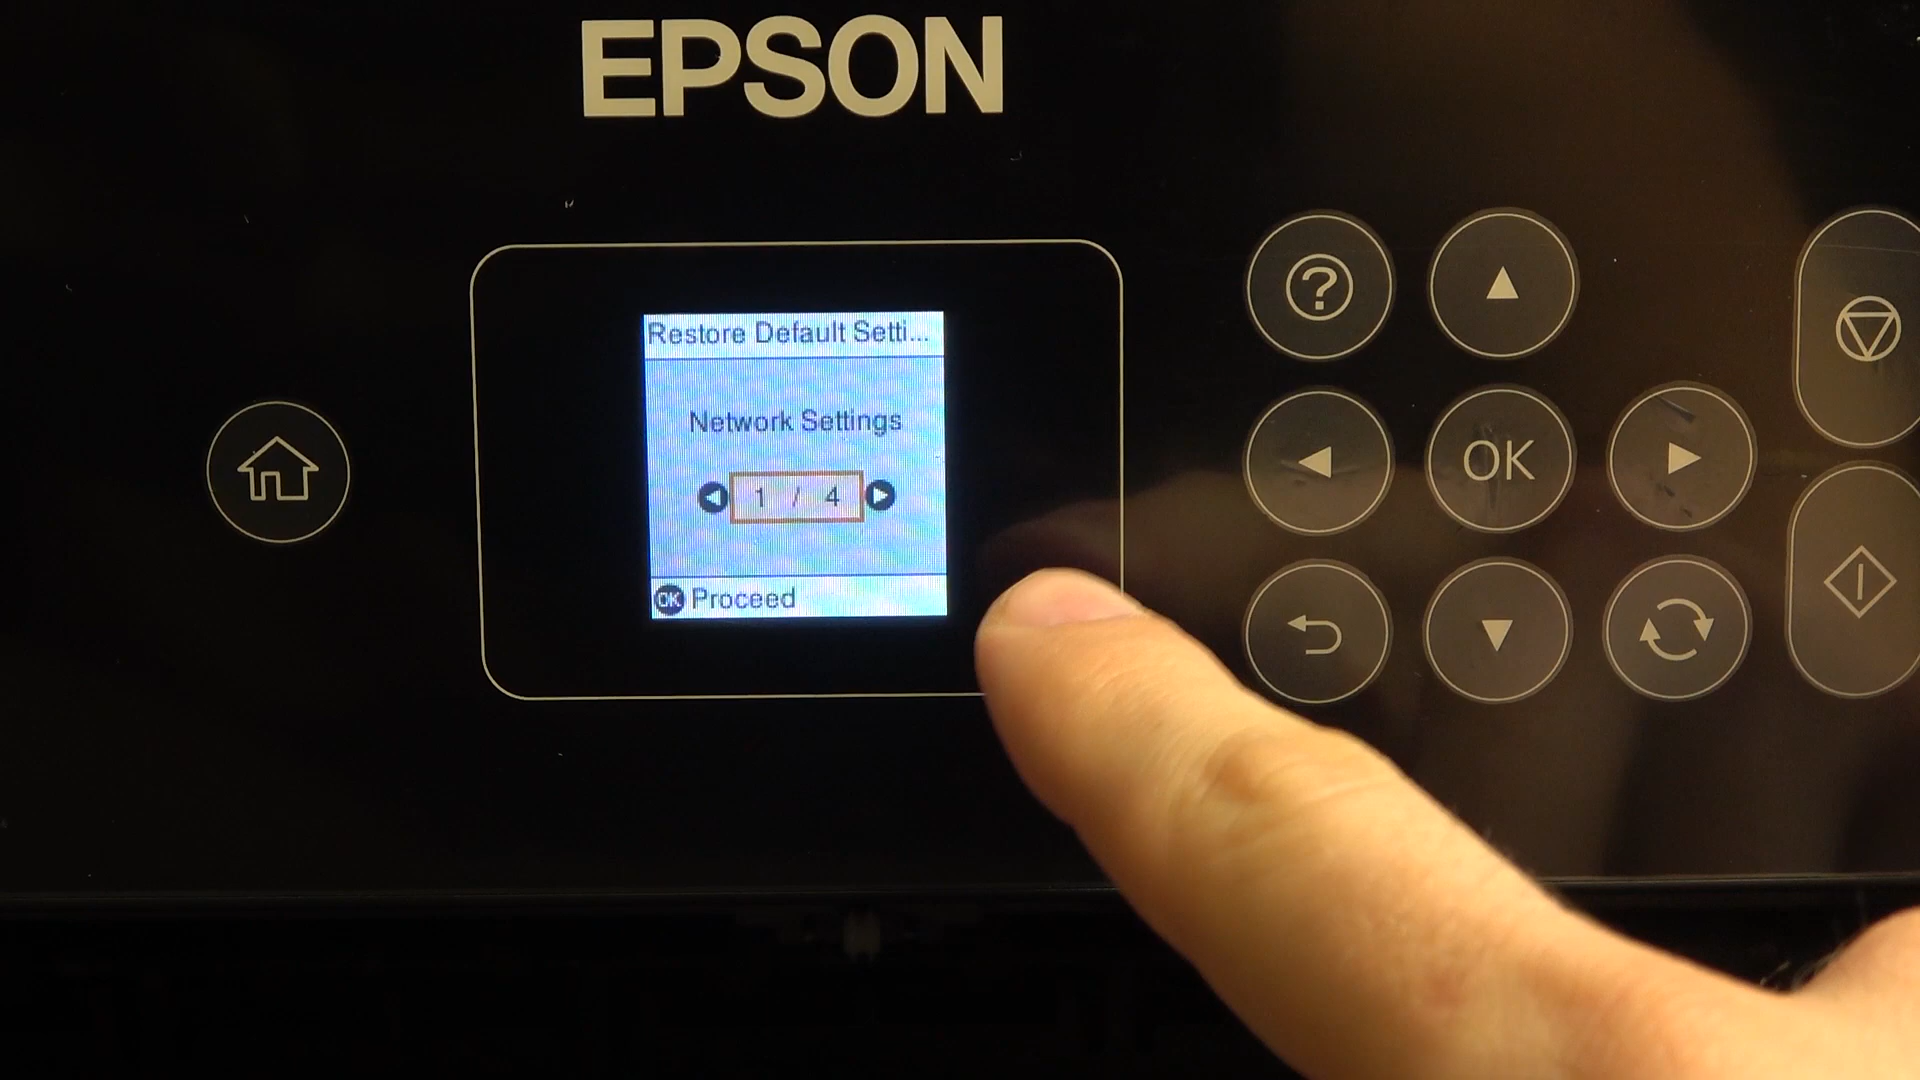 EPSON
Restore Default Setti...
Network Settings
1 / 4
OK Proceed
?
OK